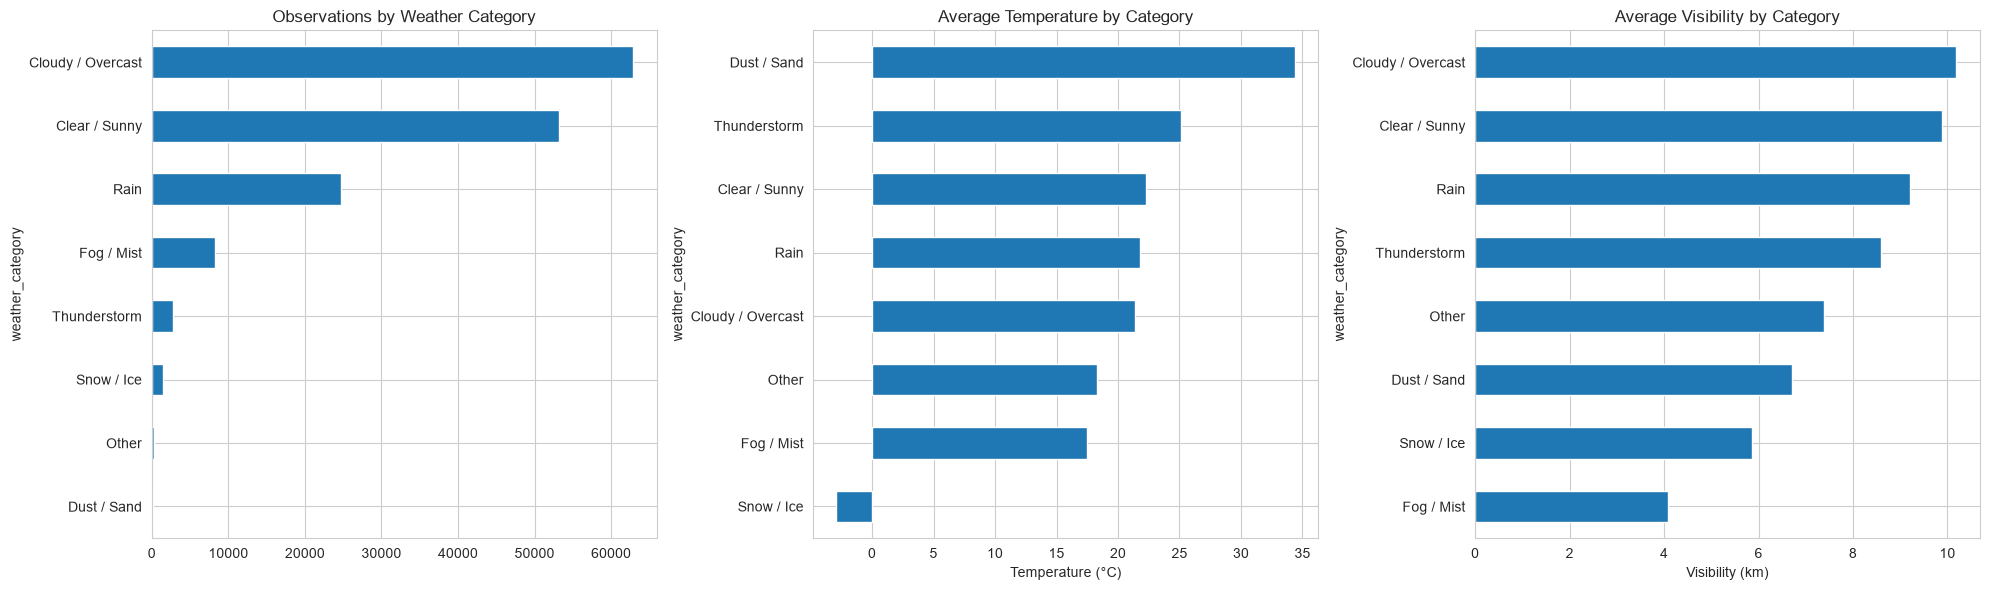 Observations by Weather Category
weather_category
Cloudy / Overcast
Clear / Sunny
Rain
Fog / Mist
Thunderstorm
Snow / Ice
Other
Dust / Sand
0 10000 20000 30000 40000 50000 60000
Average Temperature by Category
weather_category
Dust / Sand
Thunderstorm
Clear / Sunny
Rain
Cloudy / Overcast
Other
Fog / Mist
Snow / Ice
0 5 10 15 20 25 30 35
Temperature (°C)
Average Visibility by Category
weather_category
Cloudy / Overcast
Clear / Sunny
Rain
Thunderstorm
Other
Dust / Sand
Snow / Ice
Fog / Mist
0 2 4 6 8 10
Visibility (km)